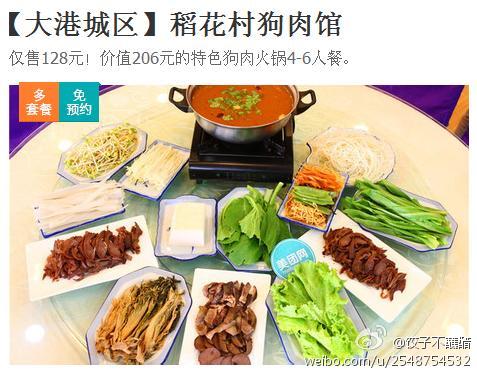 【大港城区】稻花村狗肉馆
仅售128元！价值206元的特色狗肉火锅4-6人餐。
多
套餐
免
预约
美团网
@饺子不蘸醋
weibo.com/u/2548754532